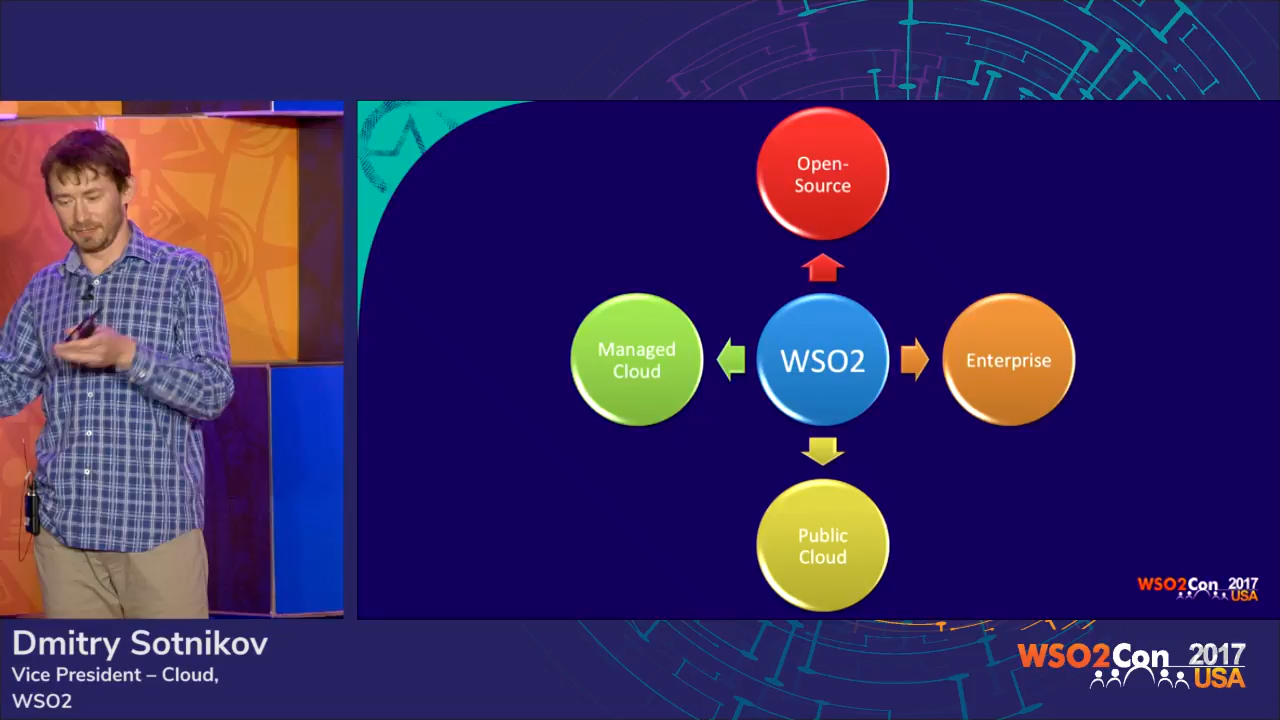 Open-
Source
Managed
Cloud
WSO2
Enterprise
Public
Cloud
WSO2Con 2017
USA
Dmitry Sotnikov
Vice President – Cloud,
WSO2
WSO2Con 2017
USA